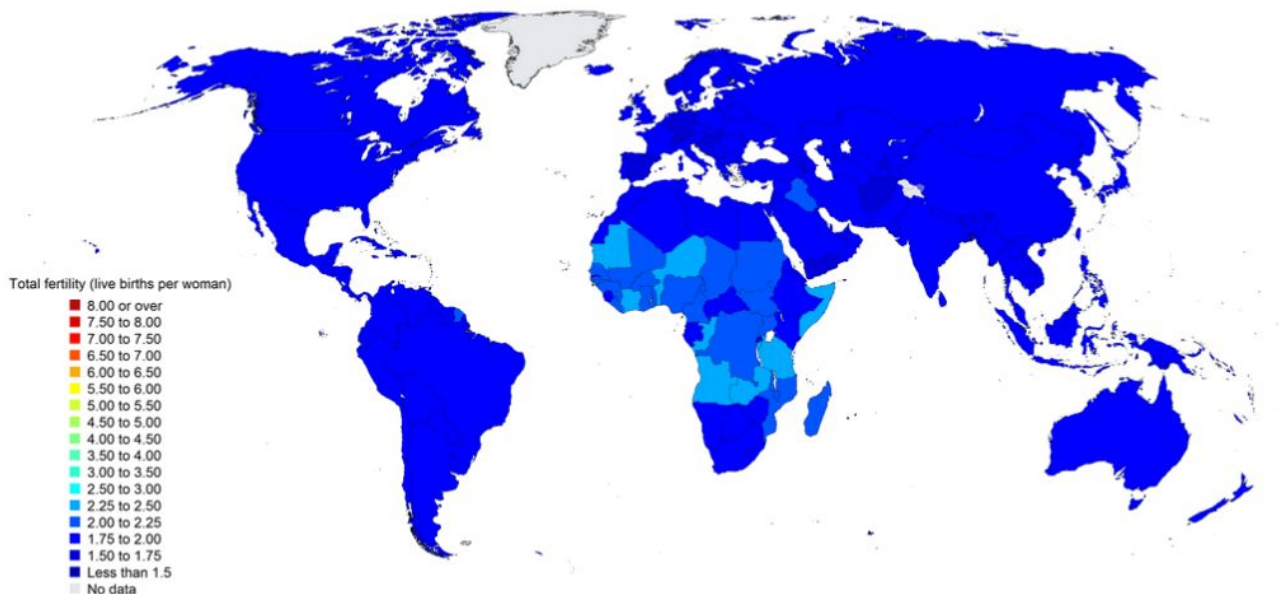 Total fertility (live births per woman)
8.00 or over
7.50 to 8.00
7.00 to 7.50
6.50 to 7.00
6.00 to 6.50
5.50 to 6.00
5.00 to 5.50
4.50 to 5.00
4.00 to 4.50
3.50 to 4.00
3.00 to 3.50
2.50 to 3.00
2.25 to 2.50
2.00 to 2.25
1.75 to 2.00
1.50 to 1.75
Less than 1.5
No data